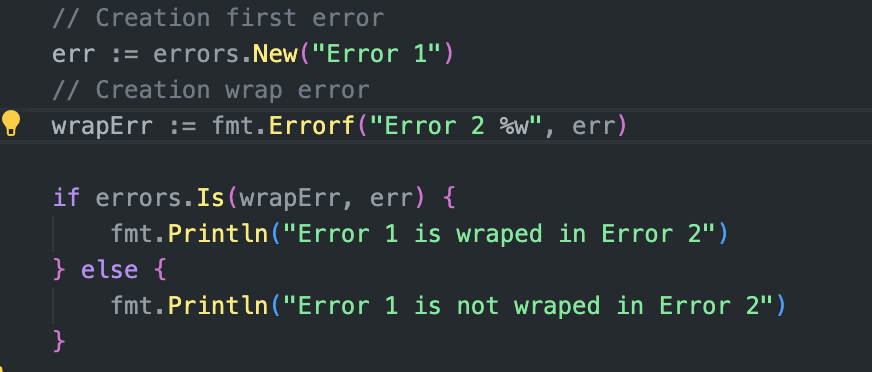 // Creation first error
err := errors.New("Error 1")
// Creation wrap error
wrapErr := fmt.Errorf("Error 2 %w", err)
if errors.Is(wrapErr, err) {
fmt.Println("Error 1 is wraped in Error 2")
} else {
fmt.Println("Error 1 is not wraped in Error 2")
}